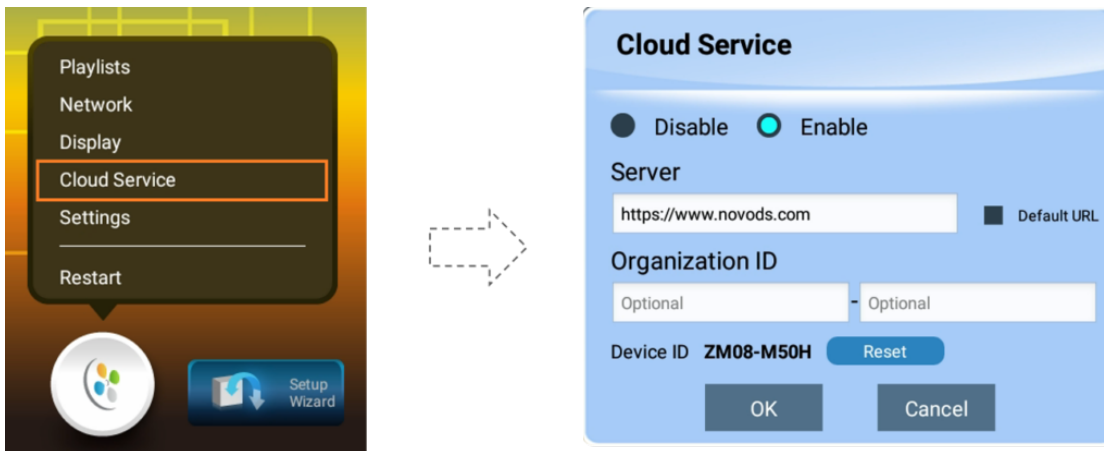 Playlists
Network
Display
Cloud Service
Settings
Restart
Setup
Wizard
Cloud Service
Disable Enable
Server
https://www.novods.com Default URL
Organization ID
Optional - Optional
Device ID ZM08-M50H Reset
OK Cancel